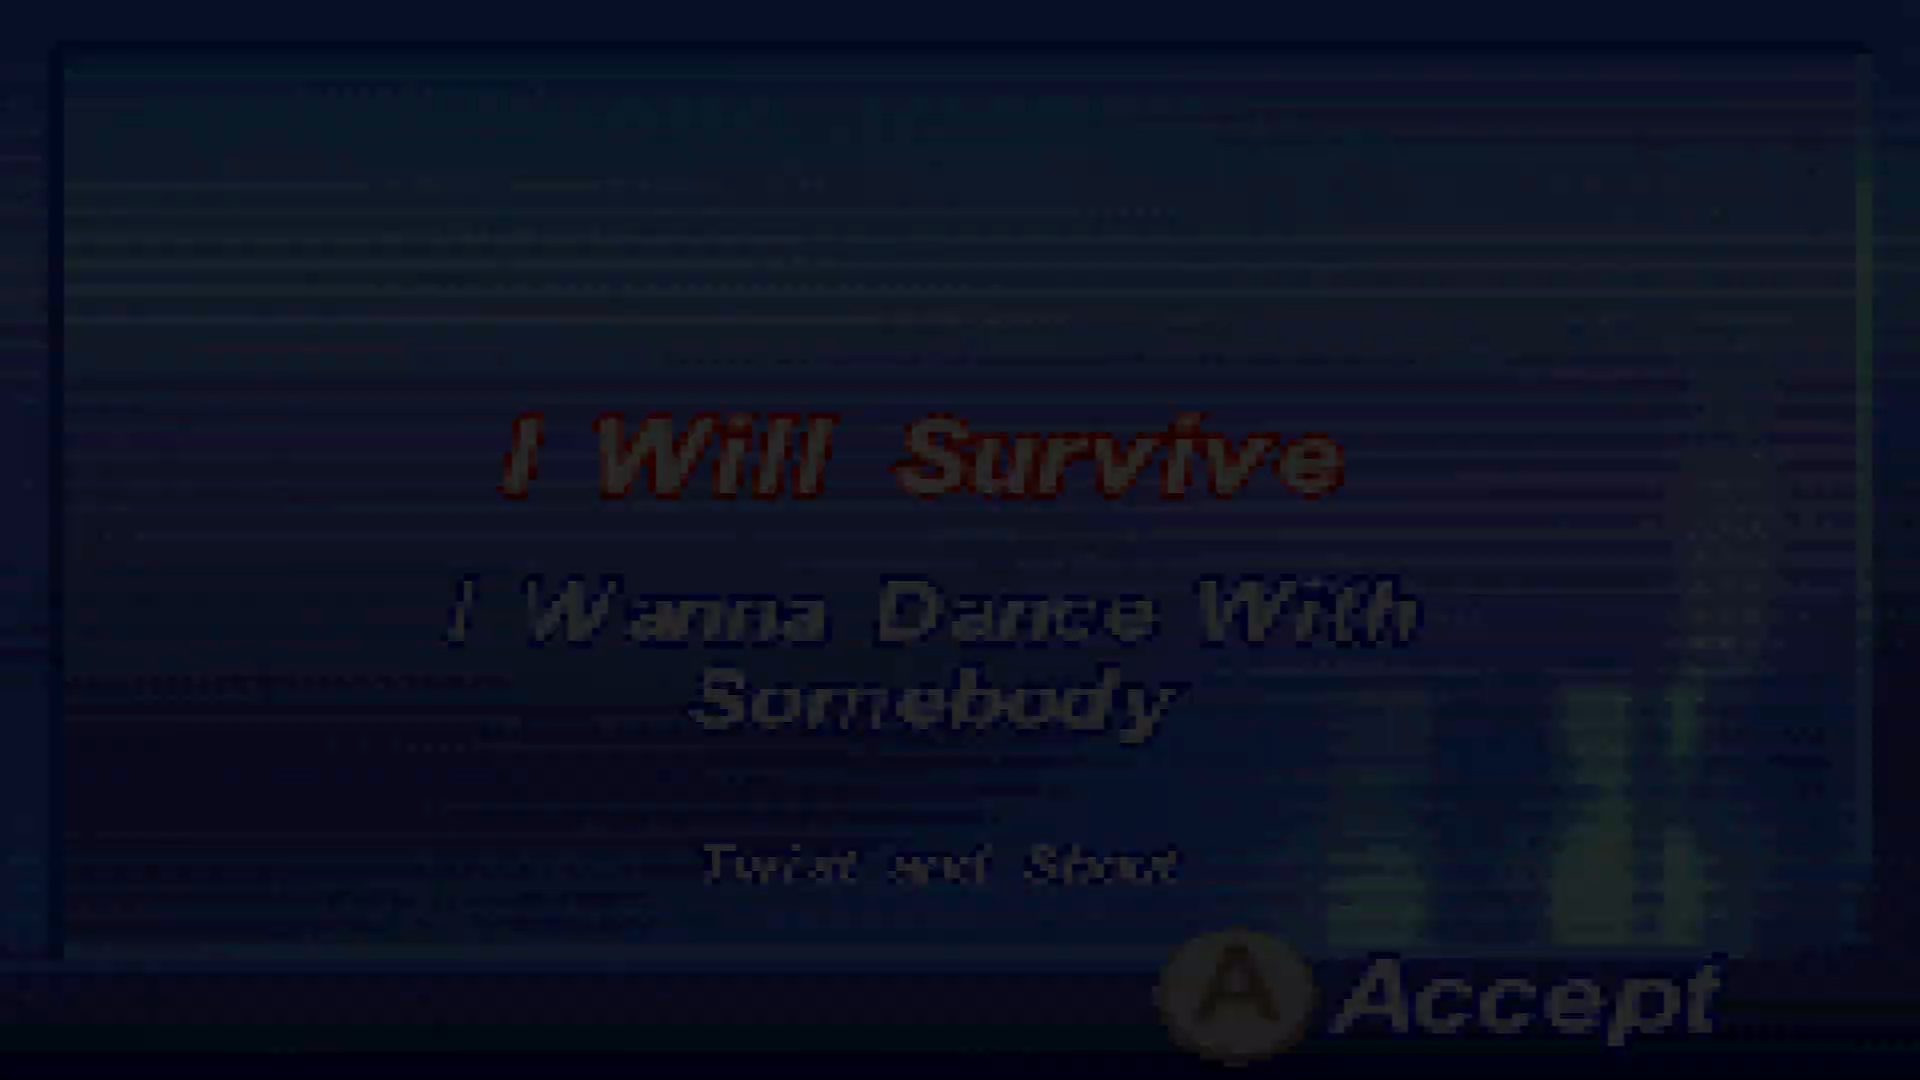 I Will Survive
I Wanna Dance With
Somebody
Twist and Shout
A Accept